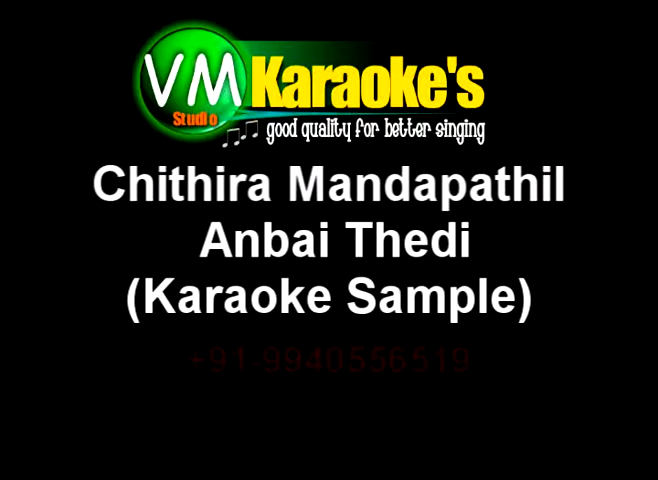 VM Karaoke's
Studio
good quality for better singing
Chithira Mandapathil
Anbai Thedi
(Karaoke Sample)
+91-9940556519